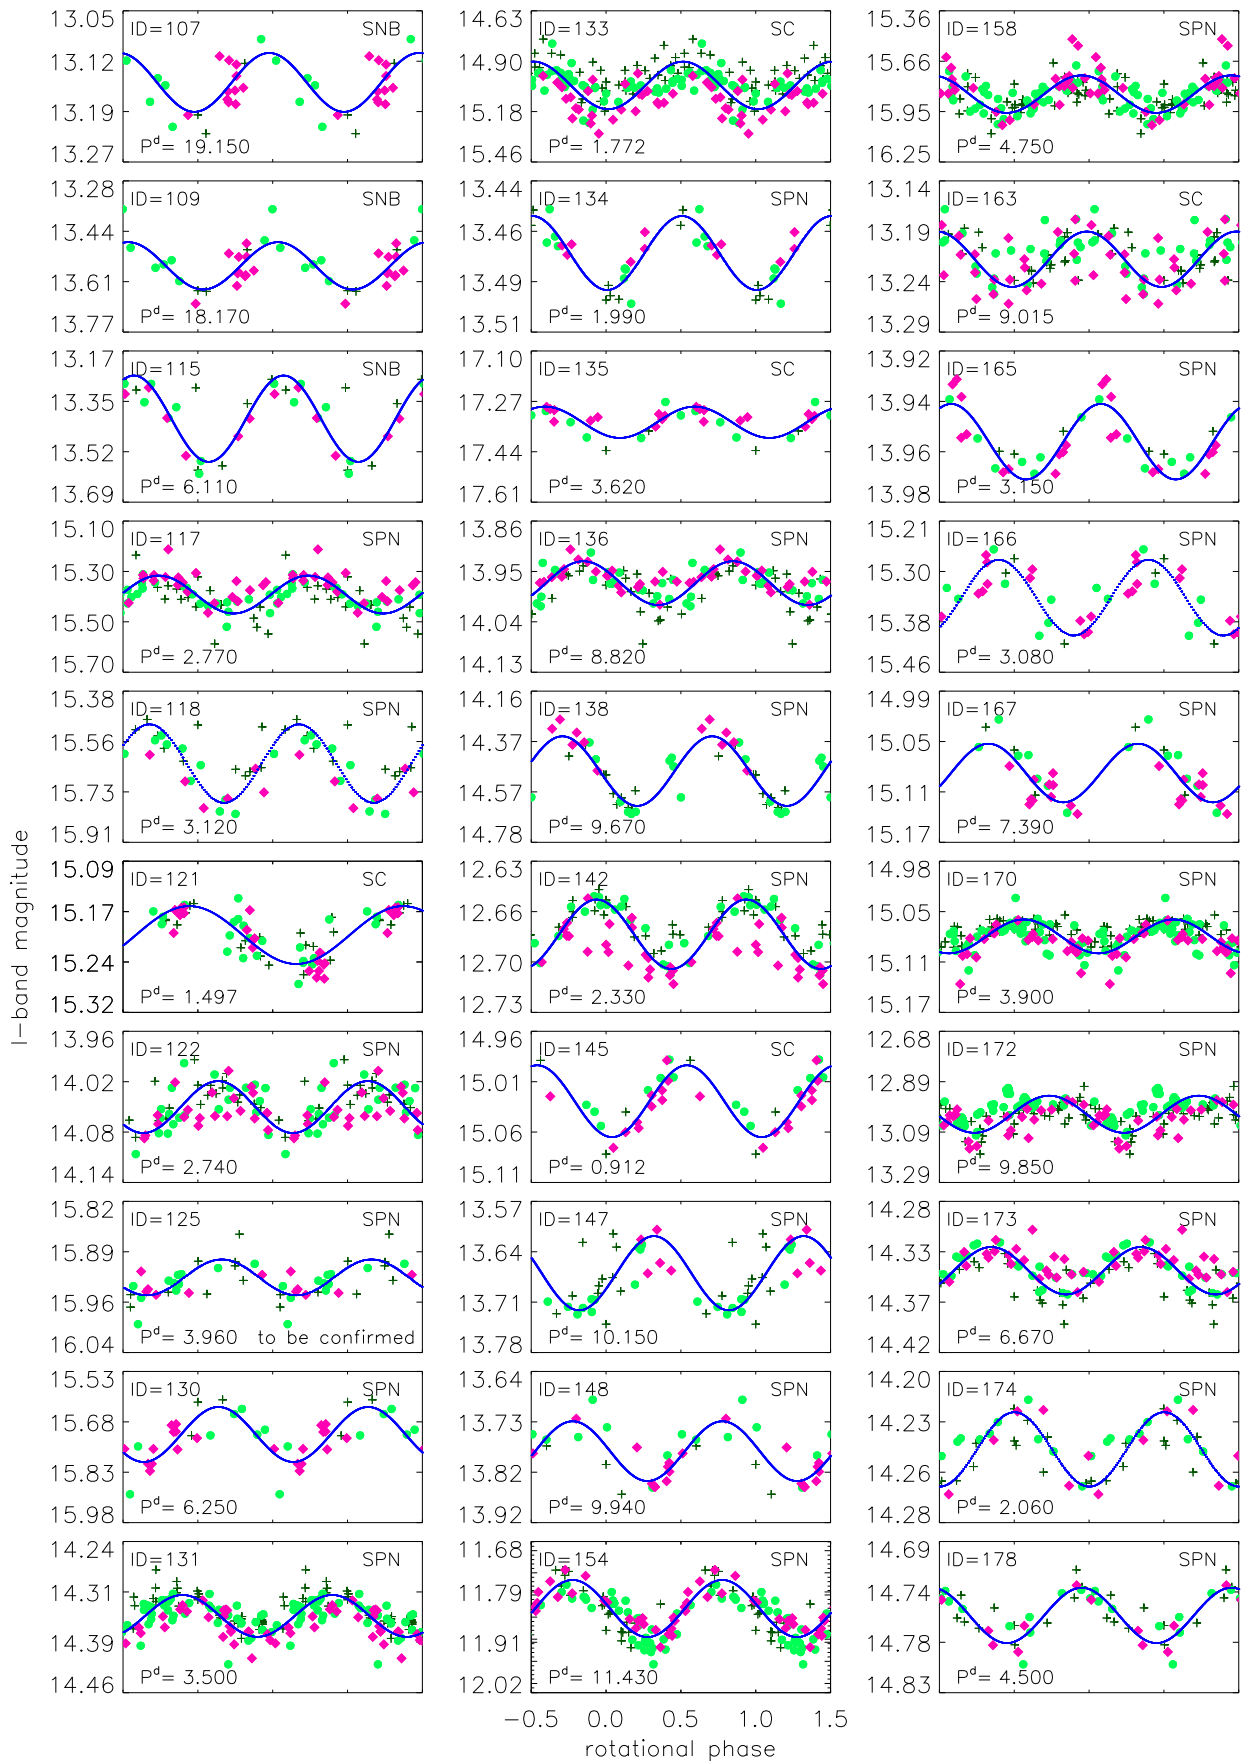 13.05 ID=107 SNB 14.63 ID=133 SC 15.36 ID=158 SPN
13.12 14.90 15.66
13.19 15.18 15.95
13.27 P^d= 19.150 15.46 P^d= 1.772 16.25 P^d= 4.750
13.28 ID=109 SNB 13.44 ID=134 SPN 13.14 ID=163 SC
13.44 13.46 13.19
13.61 13.49 13.24
13.77 P^d= 18.170 13.51 P^d= 1.990 13.29 P^d= 9.015
13.17 ID=115 SNB 17.10 ID=135 SC 13.92 ID=165 SPN
13.35 17.27 13.94
13.52 17.44 13.96
13.69 P^d= 6.110 17.61 P^d= 3.620 13.98 P^d= 3.150
15.10 ID=117 SPN 13.86 ID=136 SPN 15.21 ID=166 SPN
15.30 13.95 15.30
15.50 14.04 15.38
15.70 P^d= 2.770 14.13 P^d= 8.820 15.46 P^d= 3.080
15.38 ID=118 SPN 14.16 ID=138 SPN 14.99 ID=167 SPN
15.56 14.37 15.05
15.73 14.57 15.11
15.91 P^d= 3.120 14.78 P^d= 9.670 15.17 P^d= 7.390
15.09 ID=121 SC 12.63 ID=142 SPN 14.98 ID=170 SPN
15.17 12.66 15.05
15.24 12.70 15.11
15.32 P^d= 1.497 12.73 P^d= 2.330 15.17 P^d= 3.900
13.96 ID=122 SPN 14.96 ID=145 SC 12.68 ID=172 SPN
14.02 15.01 12.89
14.08 15.06 13.09
14.14 P^d= 2.740 15.11 P^d= 0.912 13.29 P^d= 9.850
15.82 ID=125 SPN 13.57 ID=147 SPN 14.28 ID=173 SPN
15.89 13.64 14.33
15.96 13.71 14.37
16.04 P^d= 3.960 to be confirmed 13.78 P^d= 10.150 14.42 P^d= 6.670
15.53 ID=130 SPN 13.64 ID=148 SPN 14.20 ID=174 SPN
15.68 13.73 14.23
15.83 13.82 14.26
15.98 P^d= 6.250 13.92 P^d= 9.940 14.28 P^d= 2.060
14.24 ID=131 SPN 11.68 ID=154 SPN 14.69 ID=178 SPN
14.31 11.79 14.74
14.39 11.91 14.78
14.46 P^d= 3.500 12.02 P^d= 11.430 14.83 P^d= 4.500
I-band magnitude
-0.5 0.0 0.5 1.0 1.5
rotational phase